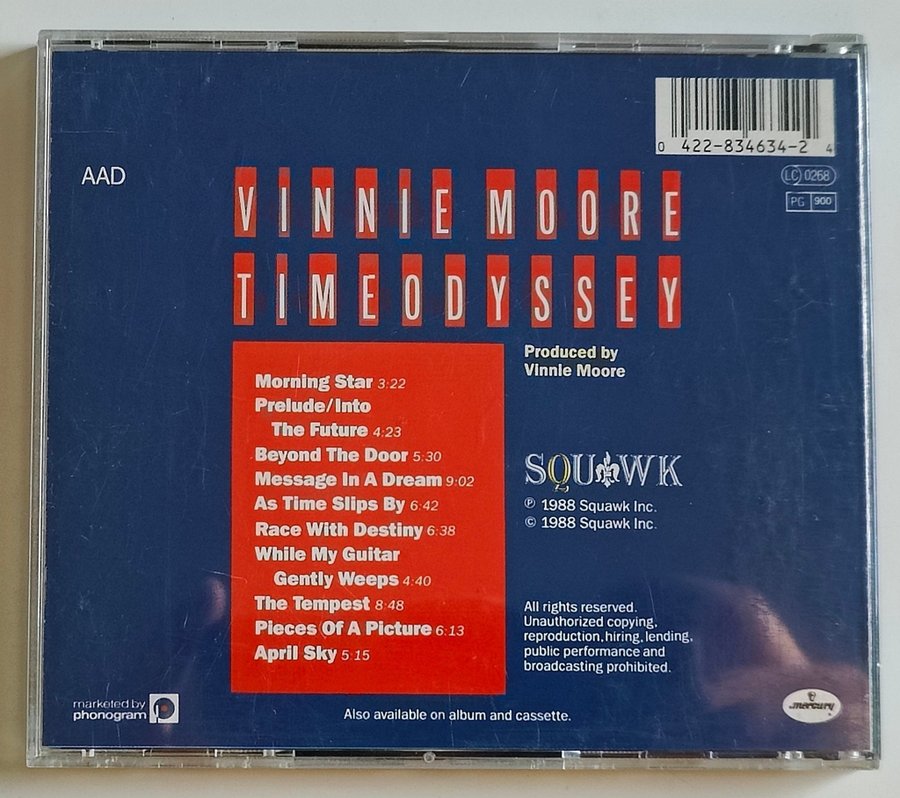 0 422-834634-2 4
AAD
LC 0268
PG 900
VINNIE MOORE
TIMEODYSSEY
Produced by
Vinnie Moore
Morning Star 3:22
Prelude/Into
The Future 4:23
Beyond The Door 5:30
Message In A Dream 9:02
As Time Slips By 6:42
Race With Destiny 6:38
While My Guitar
Gently Weeps 4:40
The Tempest 8:48
Pieces Of A Picture 6:13
April Sky 5:15
SQUAWK
℗ 1988 Squawk Inc.
© 1988 Squawk Inc.
All rights reserved.
Unauthorized copying,
reproduction, hiring, lending,
public performance and
broadcasting prohibited.
marketed by
phonogram
Also available on album and cassette.
mercury